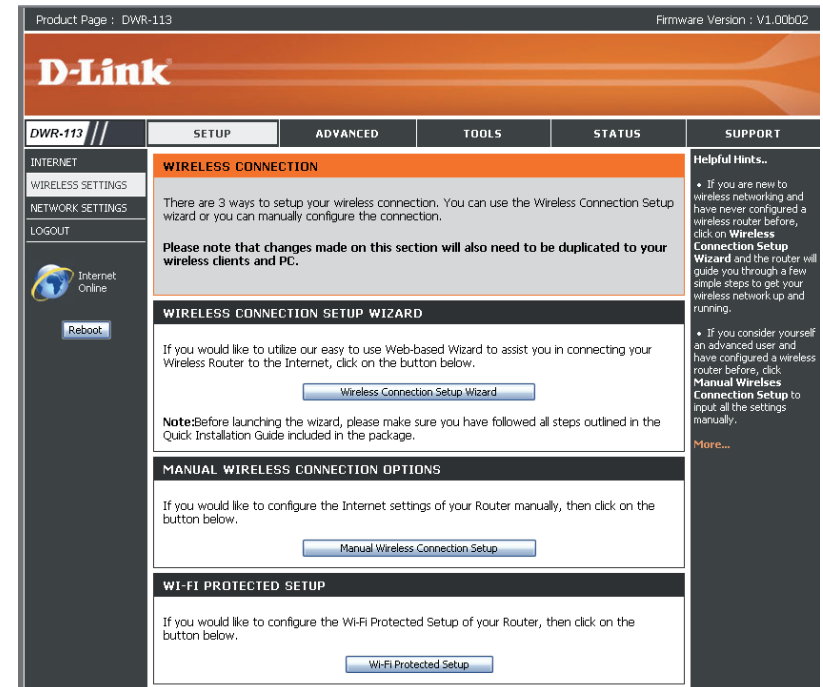 Product Page : DWR-113
Firmware Version : V1.00b02
D-Link
DWR-113
SETUP
ADVANCED
TOOLS
STATUS
SUPPORT
INTERNET
WIRELESS SETTINGS
NETWORK SETTINGS
LOGOUT
Internet
Online
Reboot
WIRELESS CONNECTION
There are 3 ways to setup your wireless connection. You can use the Wireless Connection Setup
wizard or you can manually configure the connection.
Please note that changes made on this section will also need to be duplicated to your
wireless clients and PC.
WIRELESS CONNECTION SETUP WIZARD
If you would like to utilize our easy to use Web-based Wizard to assist you in connecting your
Wireless Router to the Internet, click on the button below.
Wireless Connection Setup Wizard
Note:Before launching the wizard, please make sure you have followed all steps outlined in the
Quick Installation Guide included in the package.
MANUAL WIRELESS CONNECTION OPTIONS
If you would like to configure the Internet settings of your Router manually, then click on the
button below.
Manual Wireless Connection Setup
WI-FI PROTECTED SETUP
If you would like to configure the Wi-Fi Protected Setup of your Router, then click on the
button below.
Wi-Fi Protected Setup
Helpful Hints..
• If you are new to
wireless networking and
have never configured a
wireless router before,
click on Wireless
Connection Setup
Wizard and the router will
guide you through a few
simple steps to get your
wireless network up and
running.
• If you consider yourself
an advanced user and
have configured a wireless
router before, click
Manual Wirelses
Connection Setup to
input all the settings
manually.
More...